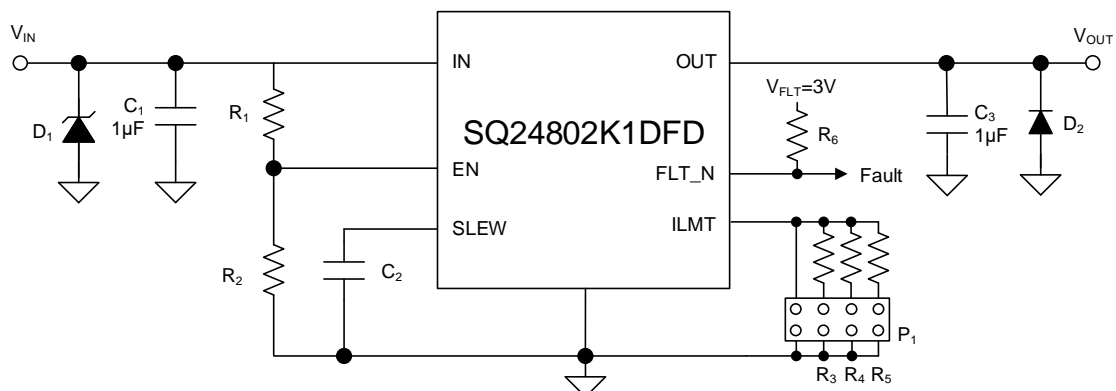 V_IN
V_OUT
IN
OUT
V_FLT=3V
C_1
1µF
R_1
D_1
SQ24802K1DFD
R_6
C_3
1µF
D_2
EN
FLT_N
Fault
SLEW
ILMT
R_2
C_2
P_1
R_3 R_4 R_5